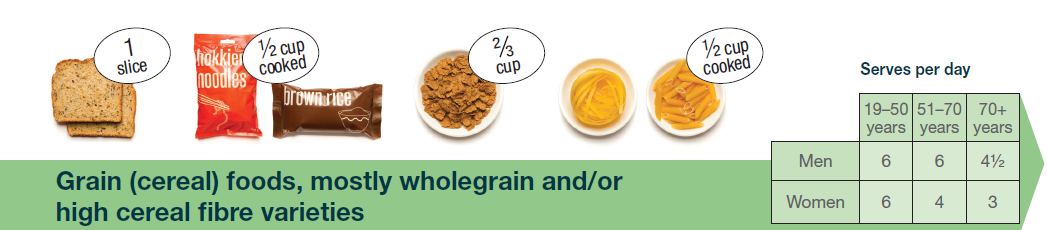 1
slice
hokkien
noodles
½ cup
cooked
brown rice
⅔
cup
½ cup
cooked
Serves per day
19–50 51–70 70+
years years years
Men 6 6 4½
Women 6 4 3
Grain (cereal) foods, mostly wholegrain and/or
high cereal fibre varieties